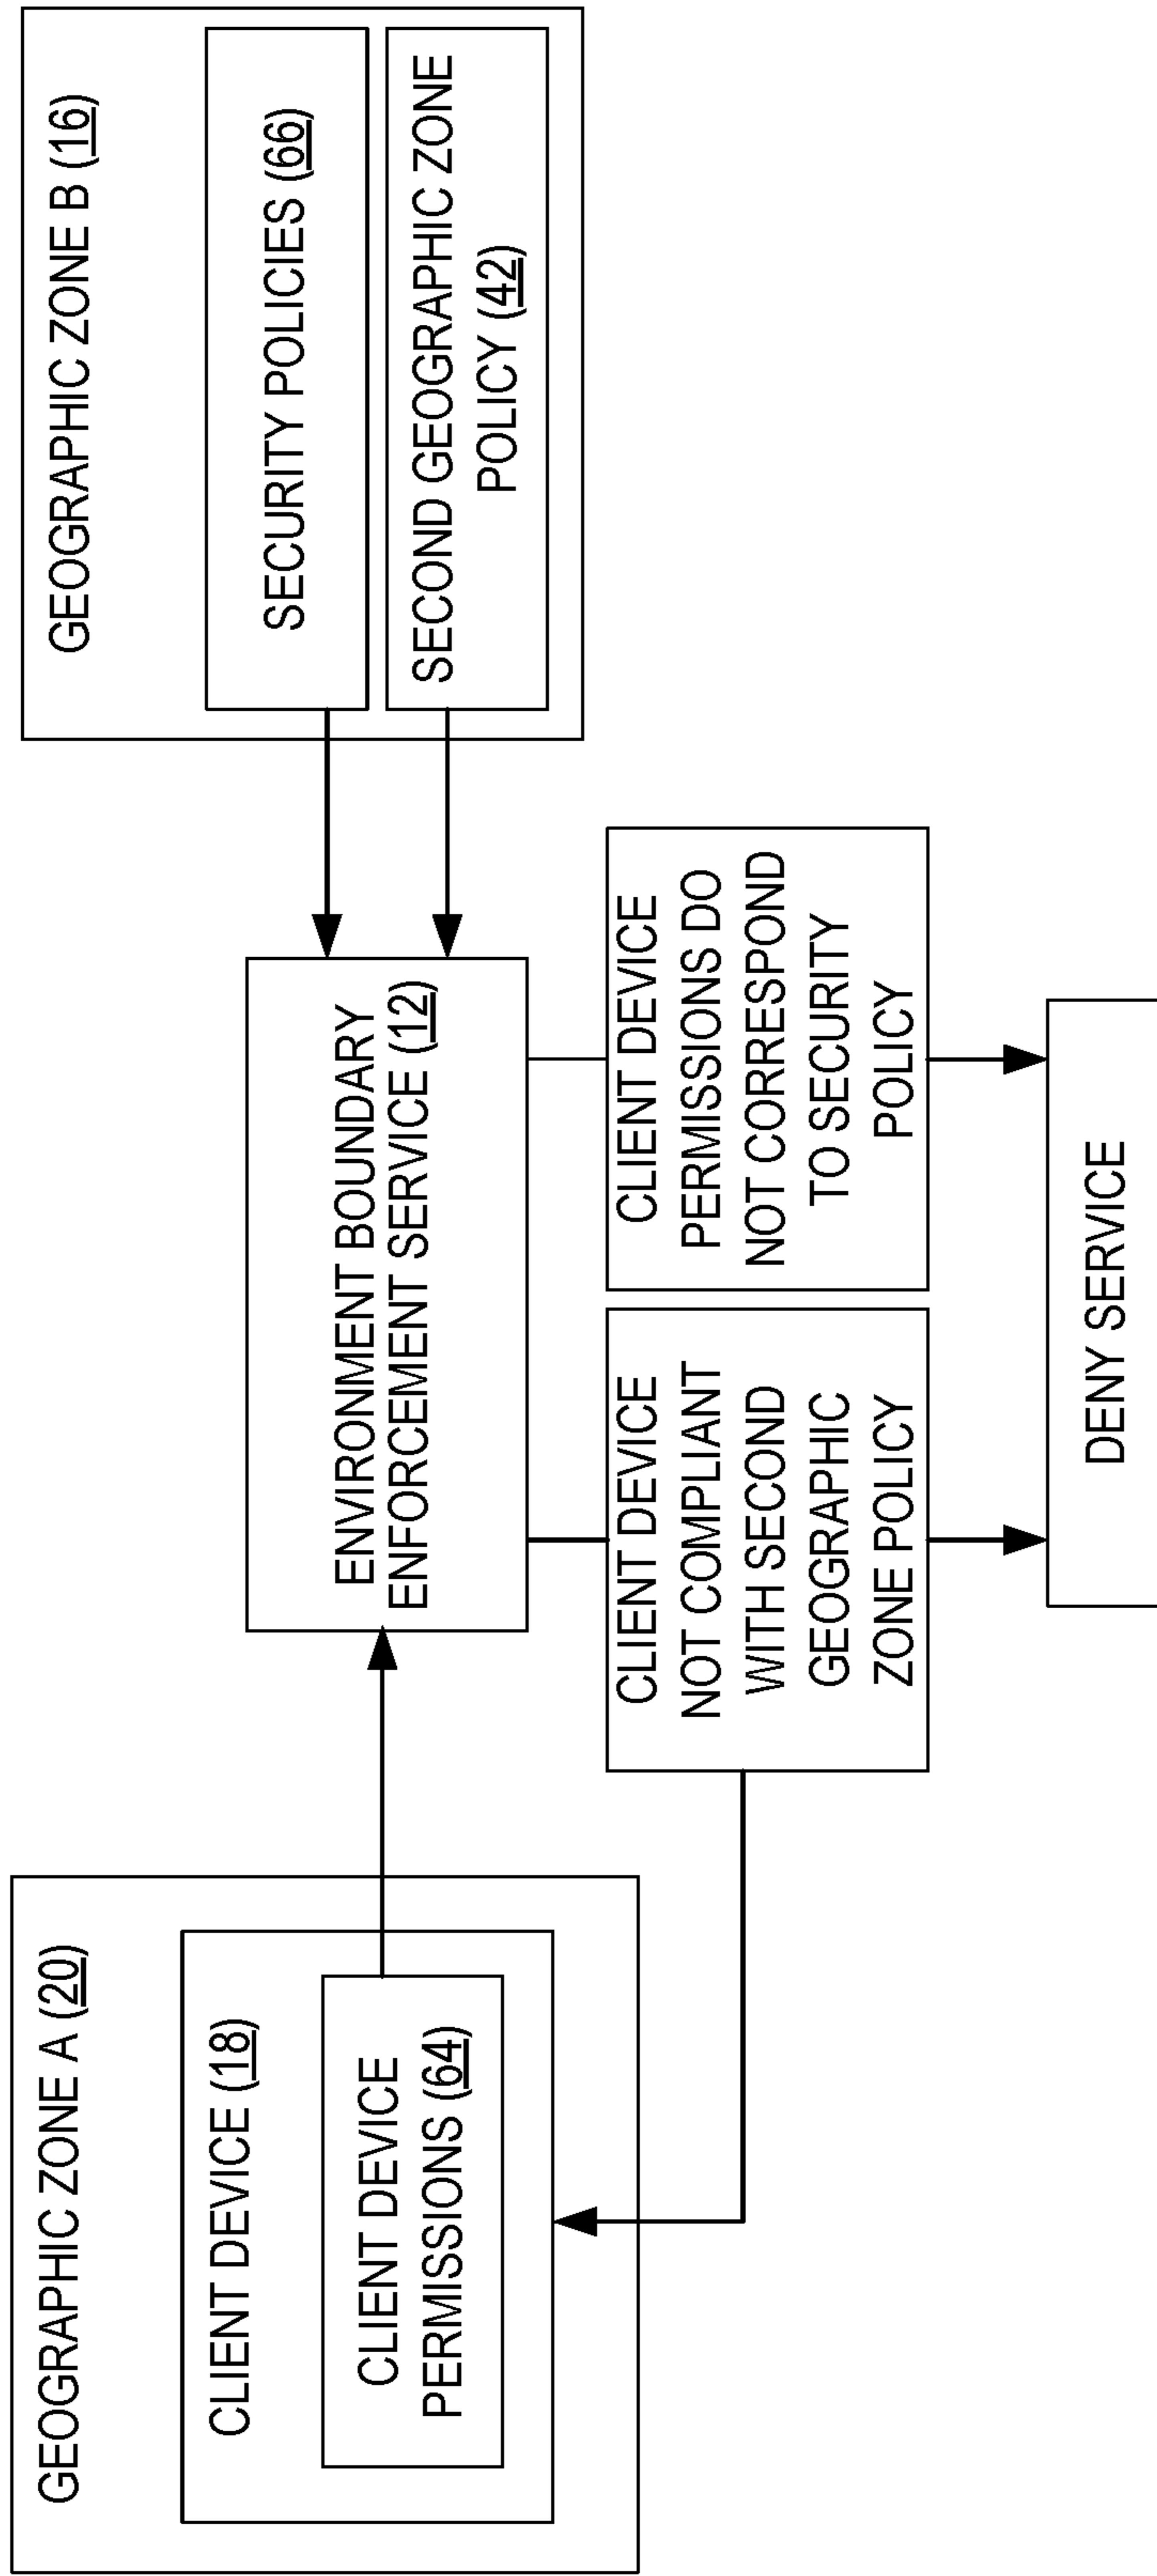 GEOGRAPHIC ZONE A (20)
CLIENT DEVICE (18)
CLIENT DEVICE
PERMISSIONS (64)
ENVIRONMENT BOUNDARY
ENFORCEMENT SERVICE (12)
GEOGRAPHIC ZONE B (16)
SECURITY POLICIES (66)
SECOND GEOGRAPHIC ZONE
POLICY (42)
CLIENT DEVICE
NOT COMPLIANT
WITH SECOND
GEOGRAPHIC
ZONE POLICY
CLIENT DEVICE
PERMISSIONS DO
NOT CORRESPOND
TO SECURITY
POLICY
DENY SERVICE